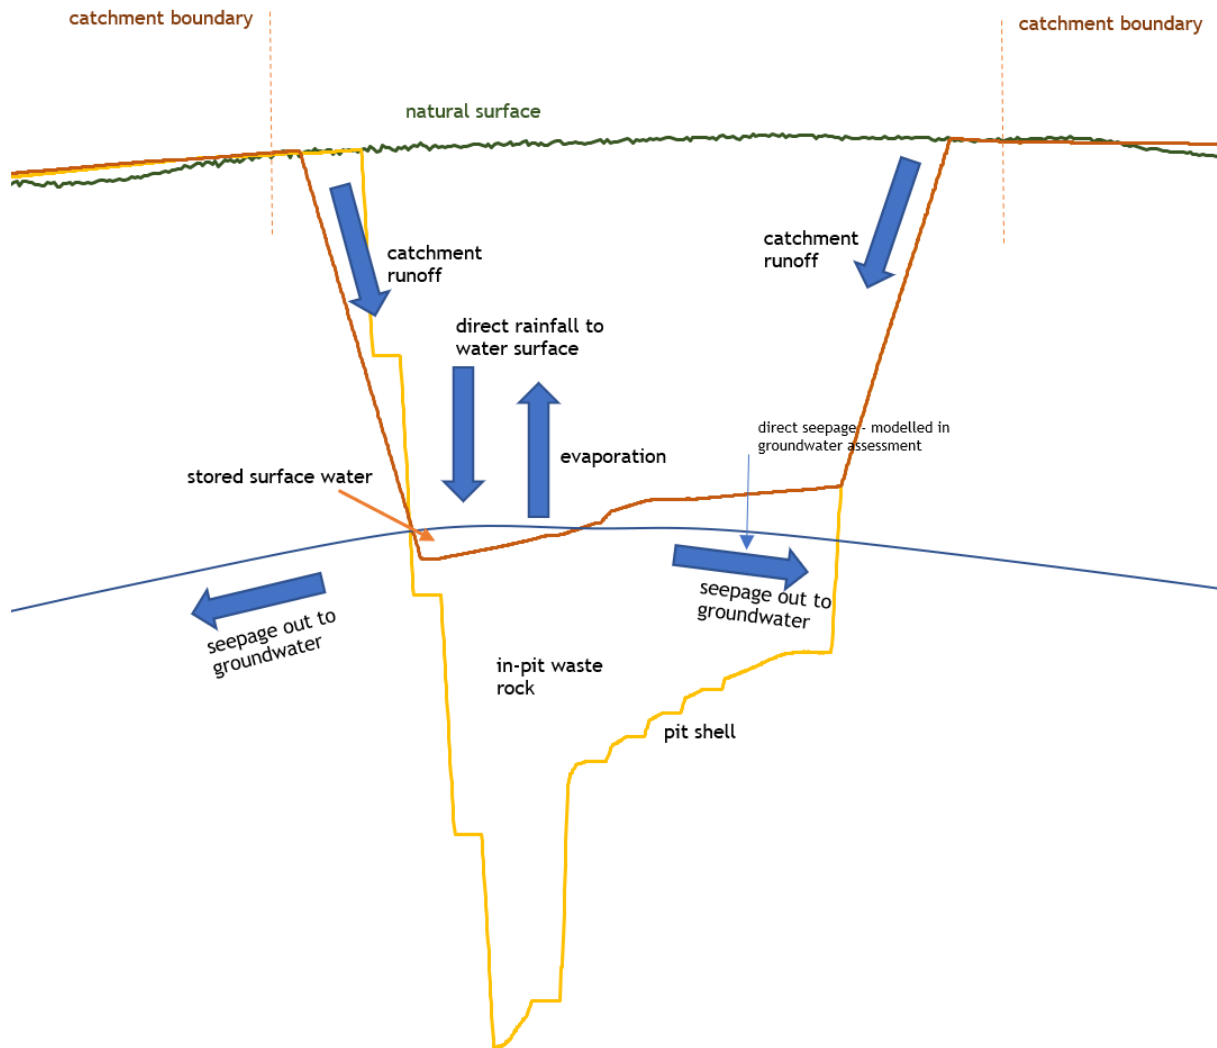 catchment boundary
catchment boundary
natural surface
catchment
runoff
catchment
runoff
direct rainfall to
water surface
direct seepage - modelled in
groundwater assessment
evaporation
stored surface water
seepage out to
groundwater
seepage out to
groundwater
in-pit waste
rock
pit shell